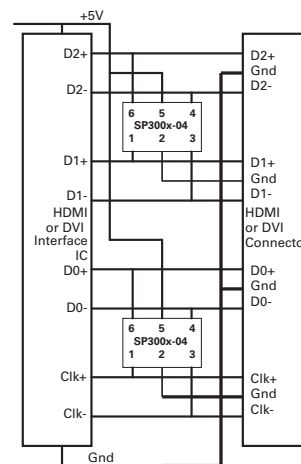 +5V
D2+
D2-
D1+
D1-
HDMI
or DVI
Interface
IC
D0+
D0-
Clk+
Clk-
Gnd
6 5 4
SP300x-04
1 2 3
6 5 4
SP300x-04
1 2 3
D2+
Gnd
D2-
D1+
Gnd
D1-
HDMI
or DVI
Connecto
D0+
Gnd
D0-
Clk+
Gnd
Clk-